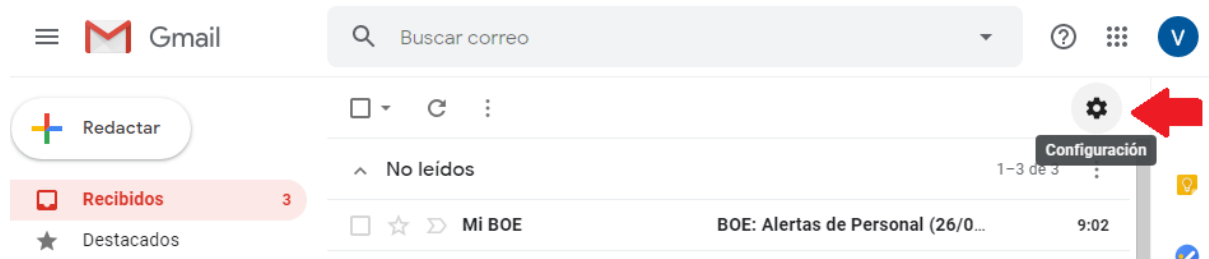 Gmail
Buscar correo
V
Redactar
Configuración
No leídos
1–3 de 3
Recibidos 3
Mi BOE BOE: Alertas de Personal (26/0... 9:02
Destacados